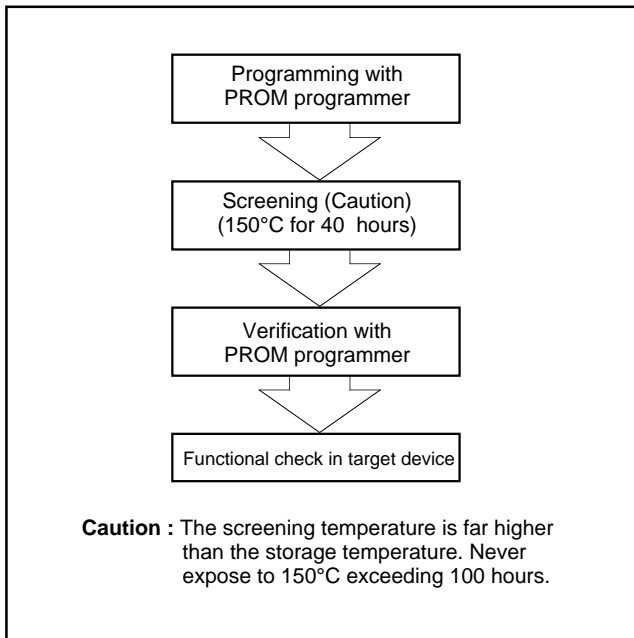 Programming with
PROM programmer
Screening (Caution)
(150°C for 40 hours)
Verification with
PROM programmer
Functional check in target device
Caution : The screening temperature is far higher
than the storage temperature. Never
expose to 150°C exceeding 100 hours.